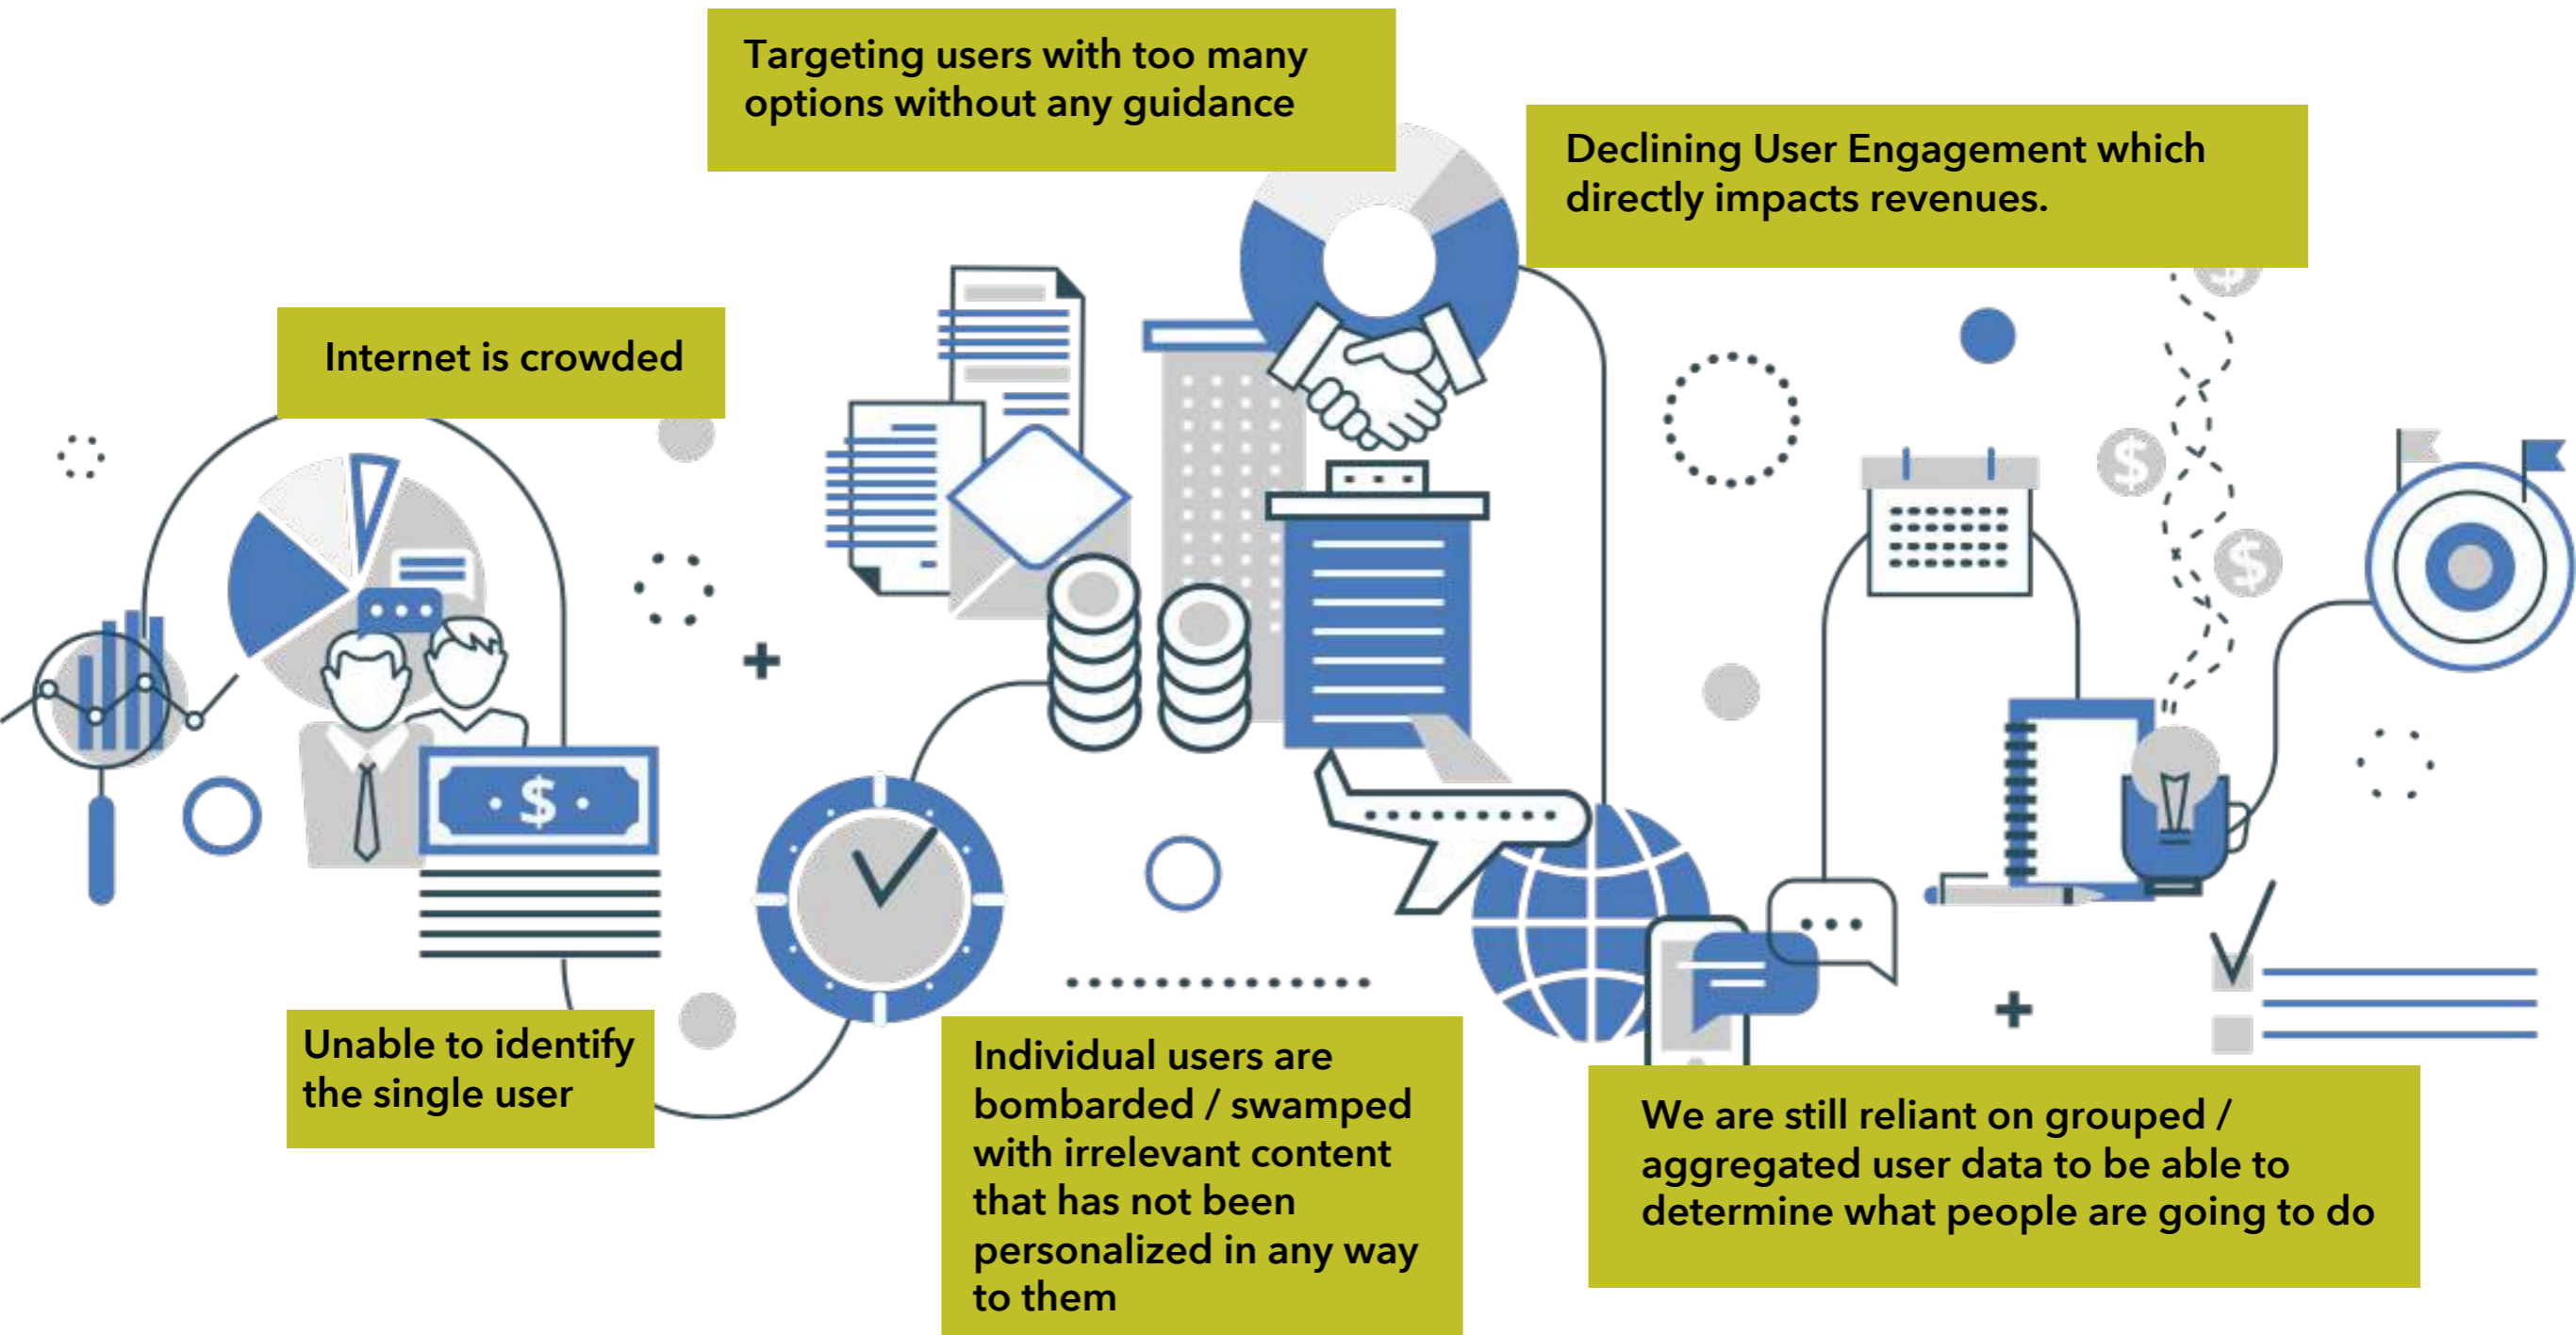 Targeting users with too many
options without any guidance
Declining User Engagement which
directly impacts revenues.
Internet is crowded
$
$
$
$
Unable to identify
the single user
Individual users are
bombarded / swamped
with irrelevant content
that has not been
personalized in any way
to them
We are still reliant on grouped /
aggregated user data to be able to
determine what people are going to do